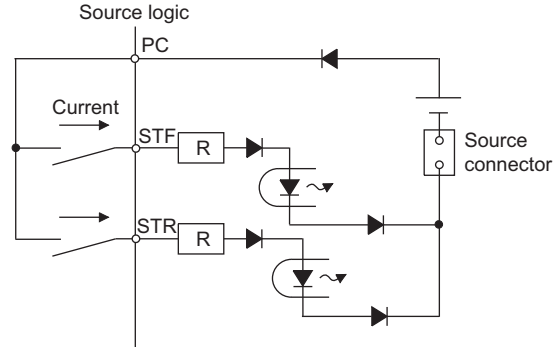 Source logic
PC
Current
STF
R
Source
connector
STR
R